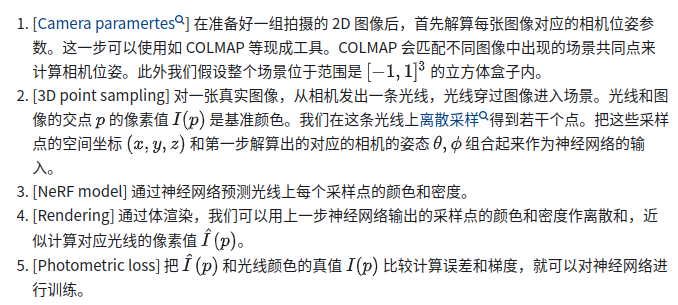 1. [Camera paramertes] 在准备好一组拍摄的 2D 图像后，首先解算每张图像对应的相机位姿参
数。这一步可以使用如 COLMAP 等现成工具。COLMAP 会匹配不同图像中出现的场景共同点来
计算相机位姿。此外我们假设整个场景位于范围是 [−1, 1]³ 的立方体盒子内。
2. [3D point sampling] 对一张真实图像，从相机发出一条光线，光线穿过图像进入场景。光线和图
像的交点 p 的像素值 I(p) 是基准颜色。我们在这条光线上离散采样得到若干个点。把这些采样
点的空间坐标 (x, y, z) 和第一步解算出的对应的相机的姿态 θ, ϕ 组合起来作为神经网络的输
入。
3. [NeRF model] 通过神经网络预测光线上每个采样点的颜色和密度。
4. [Rendering] 通过体渲染，我们可以用上一步神经网络输出的采样点的颜色和密度作离散和，近
似计算对应光线的像素值 Î(p)。
5. [Photometric loss] 把 Î(p) 和光线颜色的真值 I(p) 比较计算误差和梯度，就可以对神经网络进
行训练。